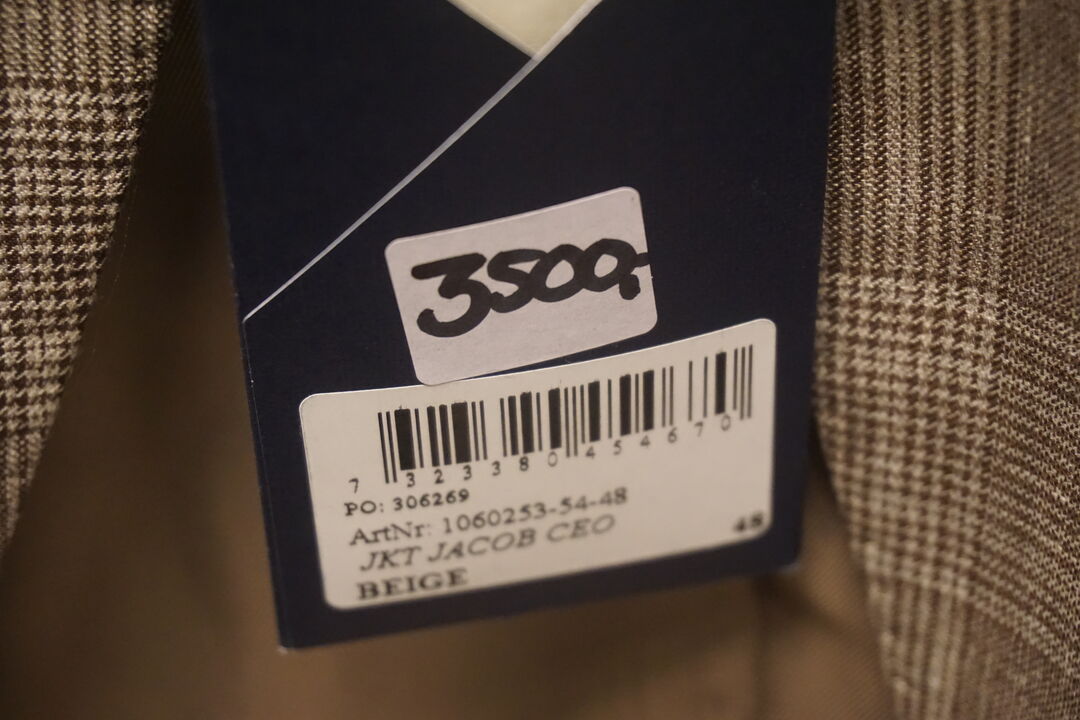 3500,-
7 323380 454670
PO: 306269
ArtNr: 1060253-54-48
JKT JACOB CEO
48
BEIGE